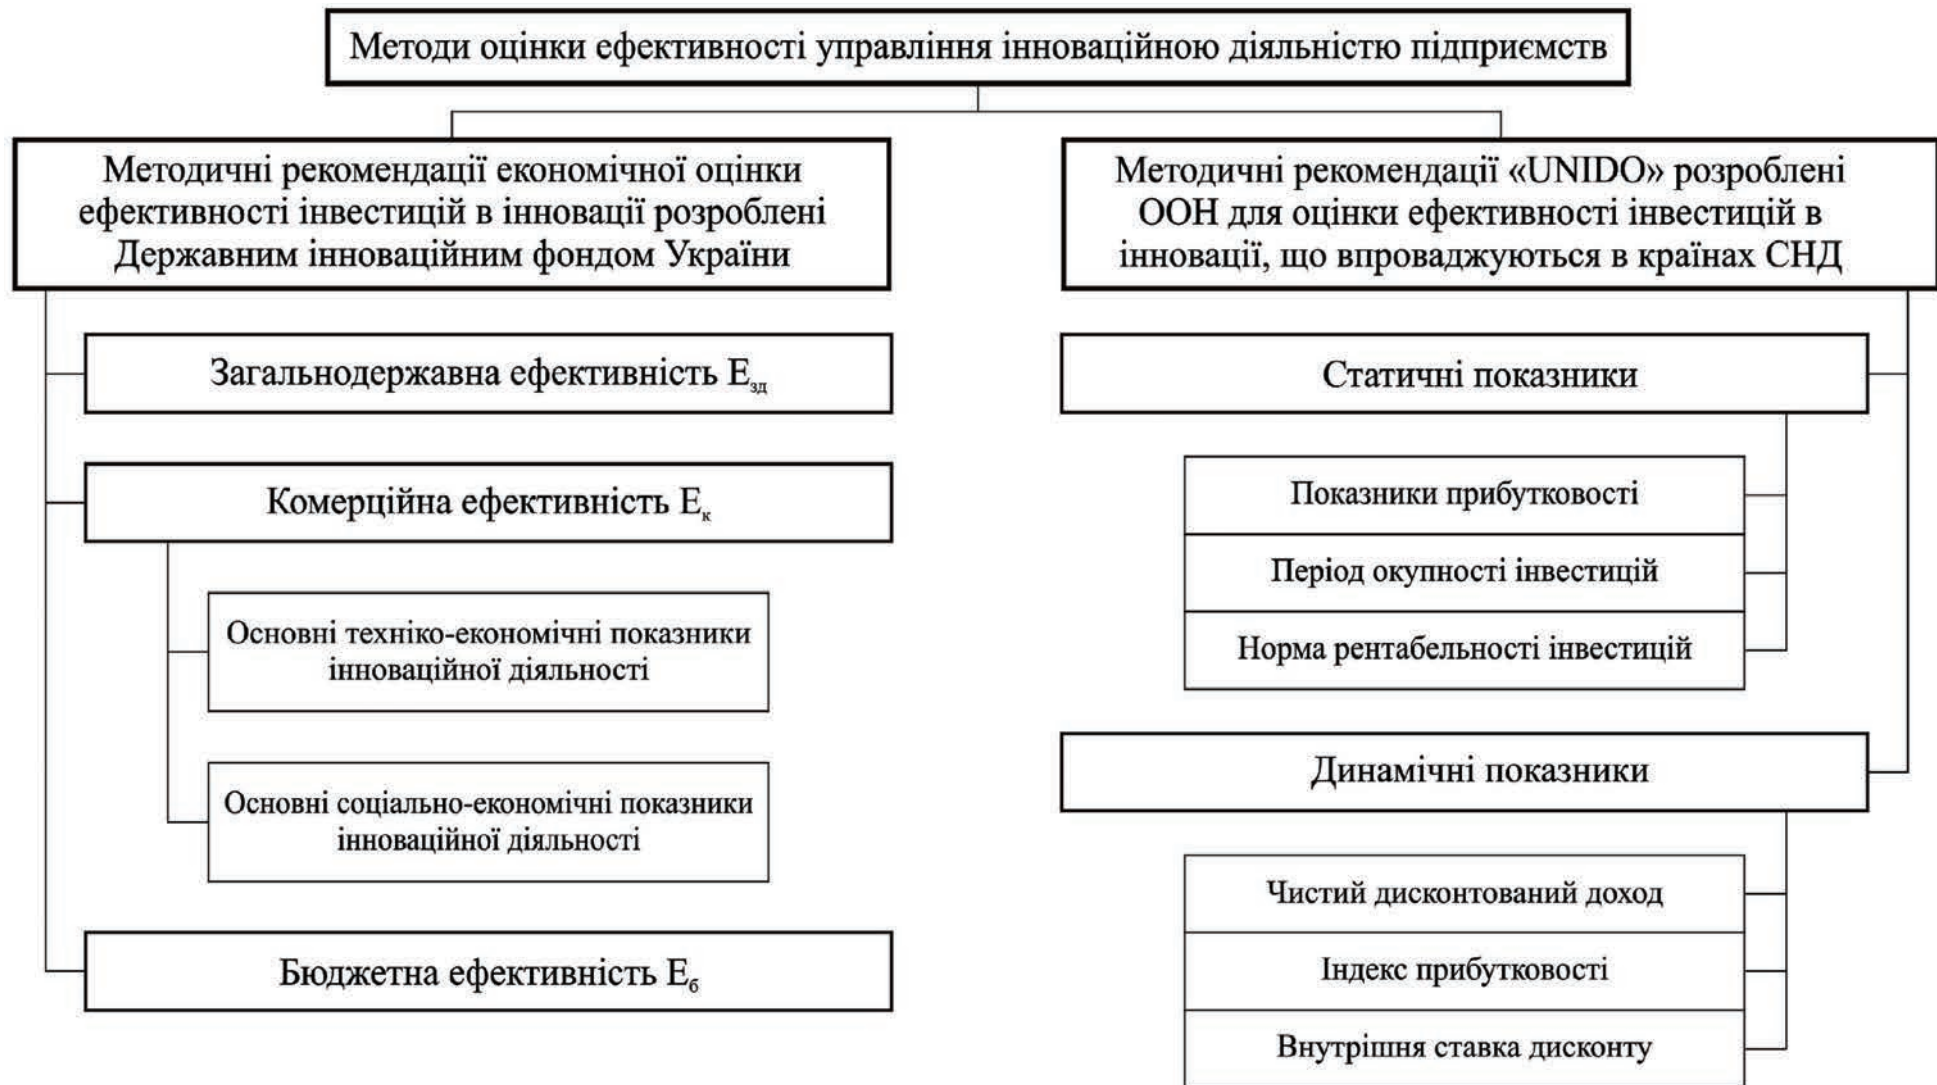 Методи оцінки ефективності управління інноваційною діяльністю підприємств
Методичні рекомендації економічної оцінки
ефективності інвестицій в інновації розроблені
Державним інноваційним фондом України
Загальнодержавна ефективність Eзд
Комерційна ефективність Eк
Основні техніко-економічні показники
інноваційної діяльності
Основні соціально-економічні показники
інноваційної діяльності
Бюджетна ефективність Eб
Методичні рекомендації «UNIDO» розроблені
ООН для оцінки ефективності інвестицій в
інновації, що впроваджуються в країнах СНД
Статичні показники
Показники прибутковості
Період окупності інвестицій
Норма рентабельності інвестицій
Динамічні показники
Чистий дисконтований доход
Індекс прибутковості
Внутрішня ставка дисконту